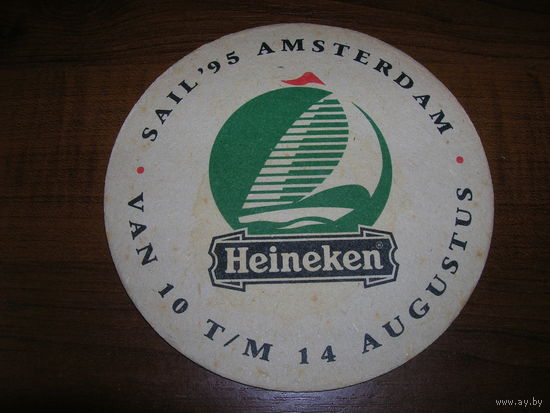 • SAIL '95 AMSTERDAM •
Heineken®
VAN 10 T/M 14 AUGUSTUS
© www.ay.by